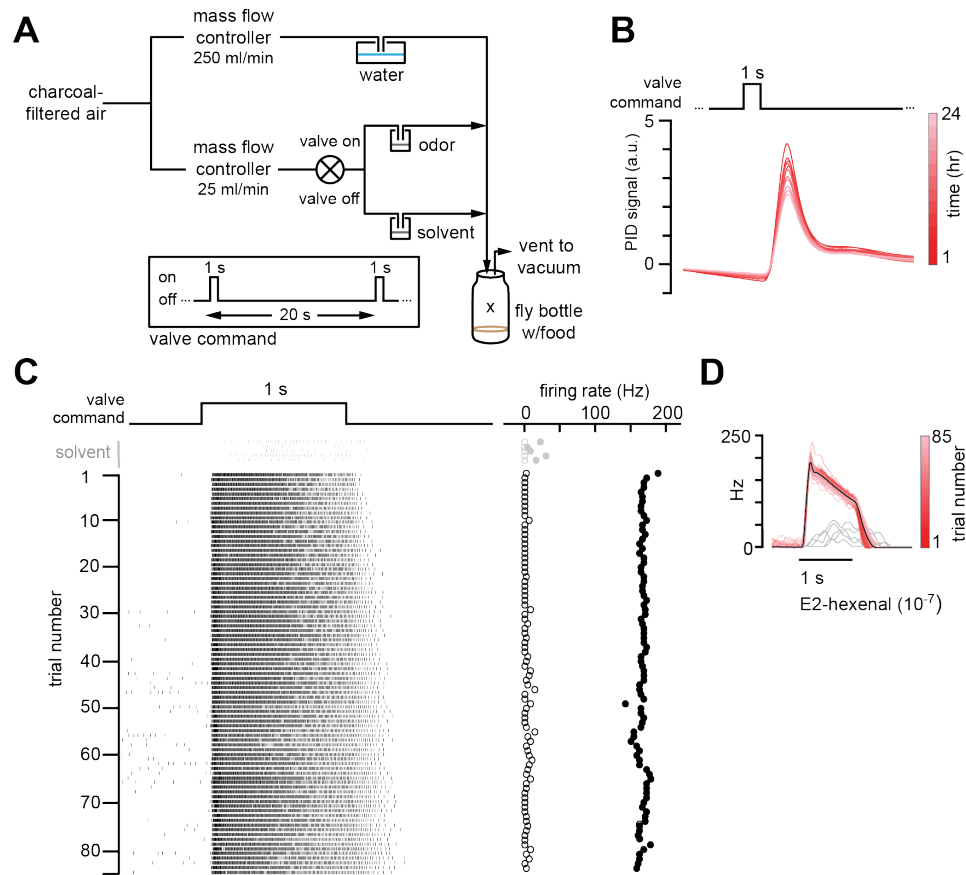 A
mass flow
controller
250 ml/min
water
charcoal-
filtered air
mass flow
controller
25 ml/min
valve on
valve off
odor
solvent
vent to
vacuum
x
fly bottle
w/food
on
off ...
1 s
1 s
...
20 s
valve command
B
1 s
valve
command
...
...
5
0
PID signal (a.u.)
24
1
time (hr)
C
1 s
valve
command
solvent
1
10
20
30
40
50
60
70
80
trial number
firing rate (Hz)
0
100
200
D
250
0
Hz
85
1
trial number
1 s
E2-hexenal (10-7)